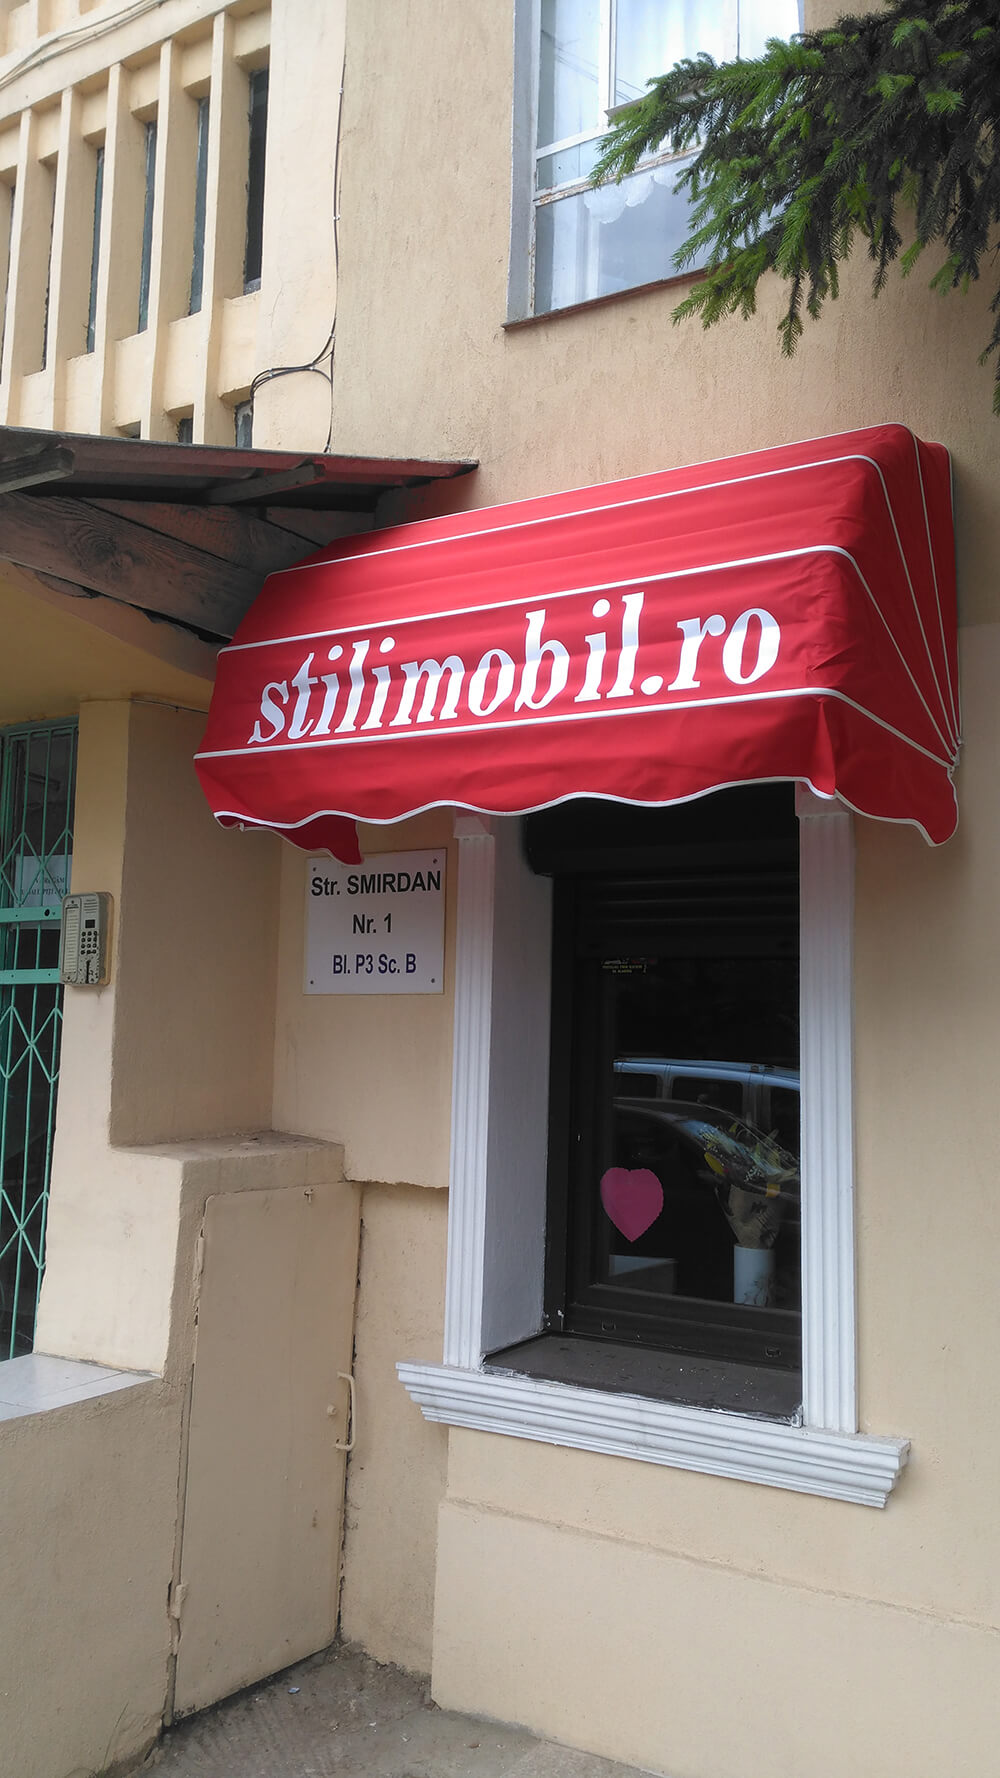 stilimobil.ro
Str. SMIRDAN
Nr. 1
Bl. P3 Sc. B